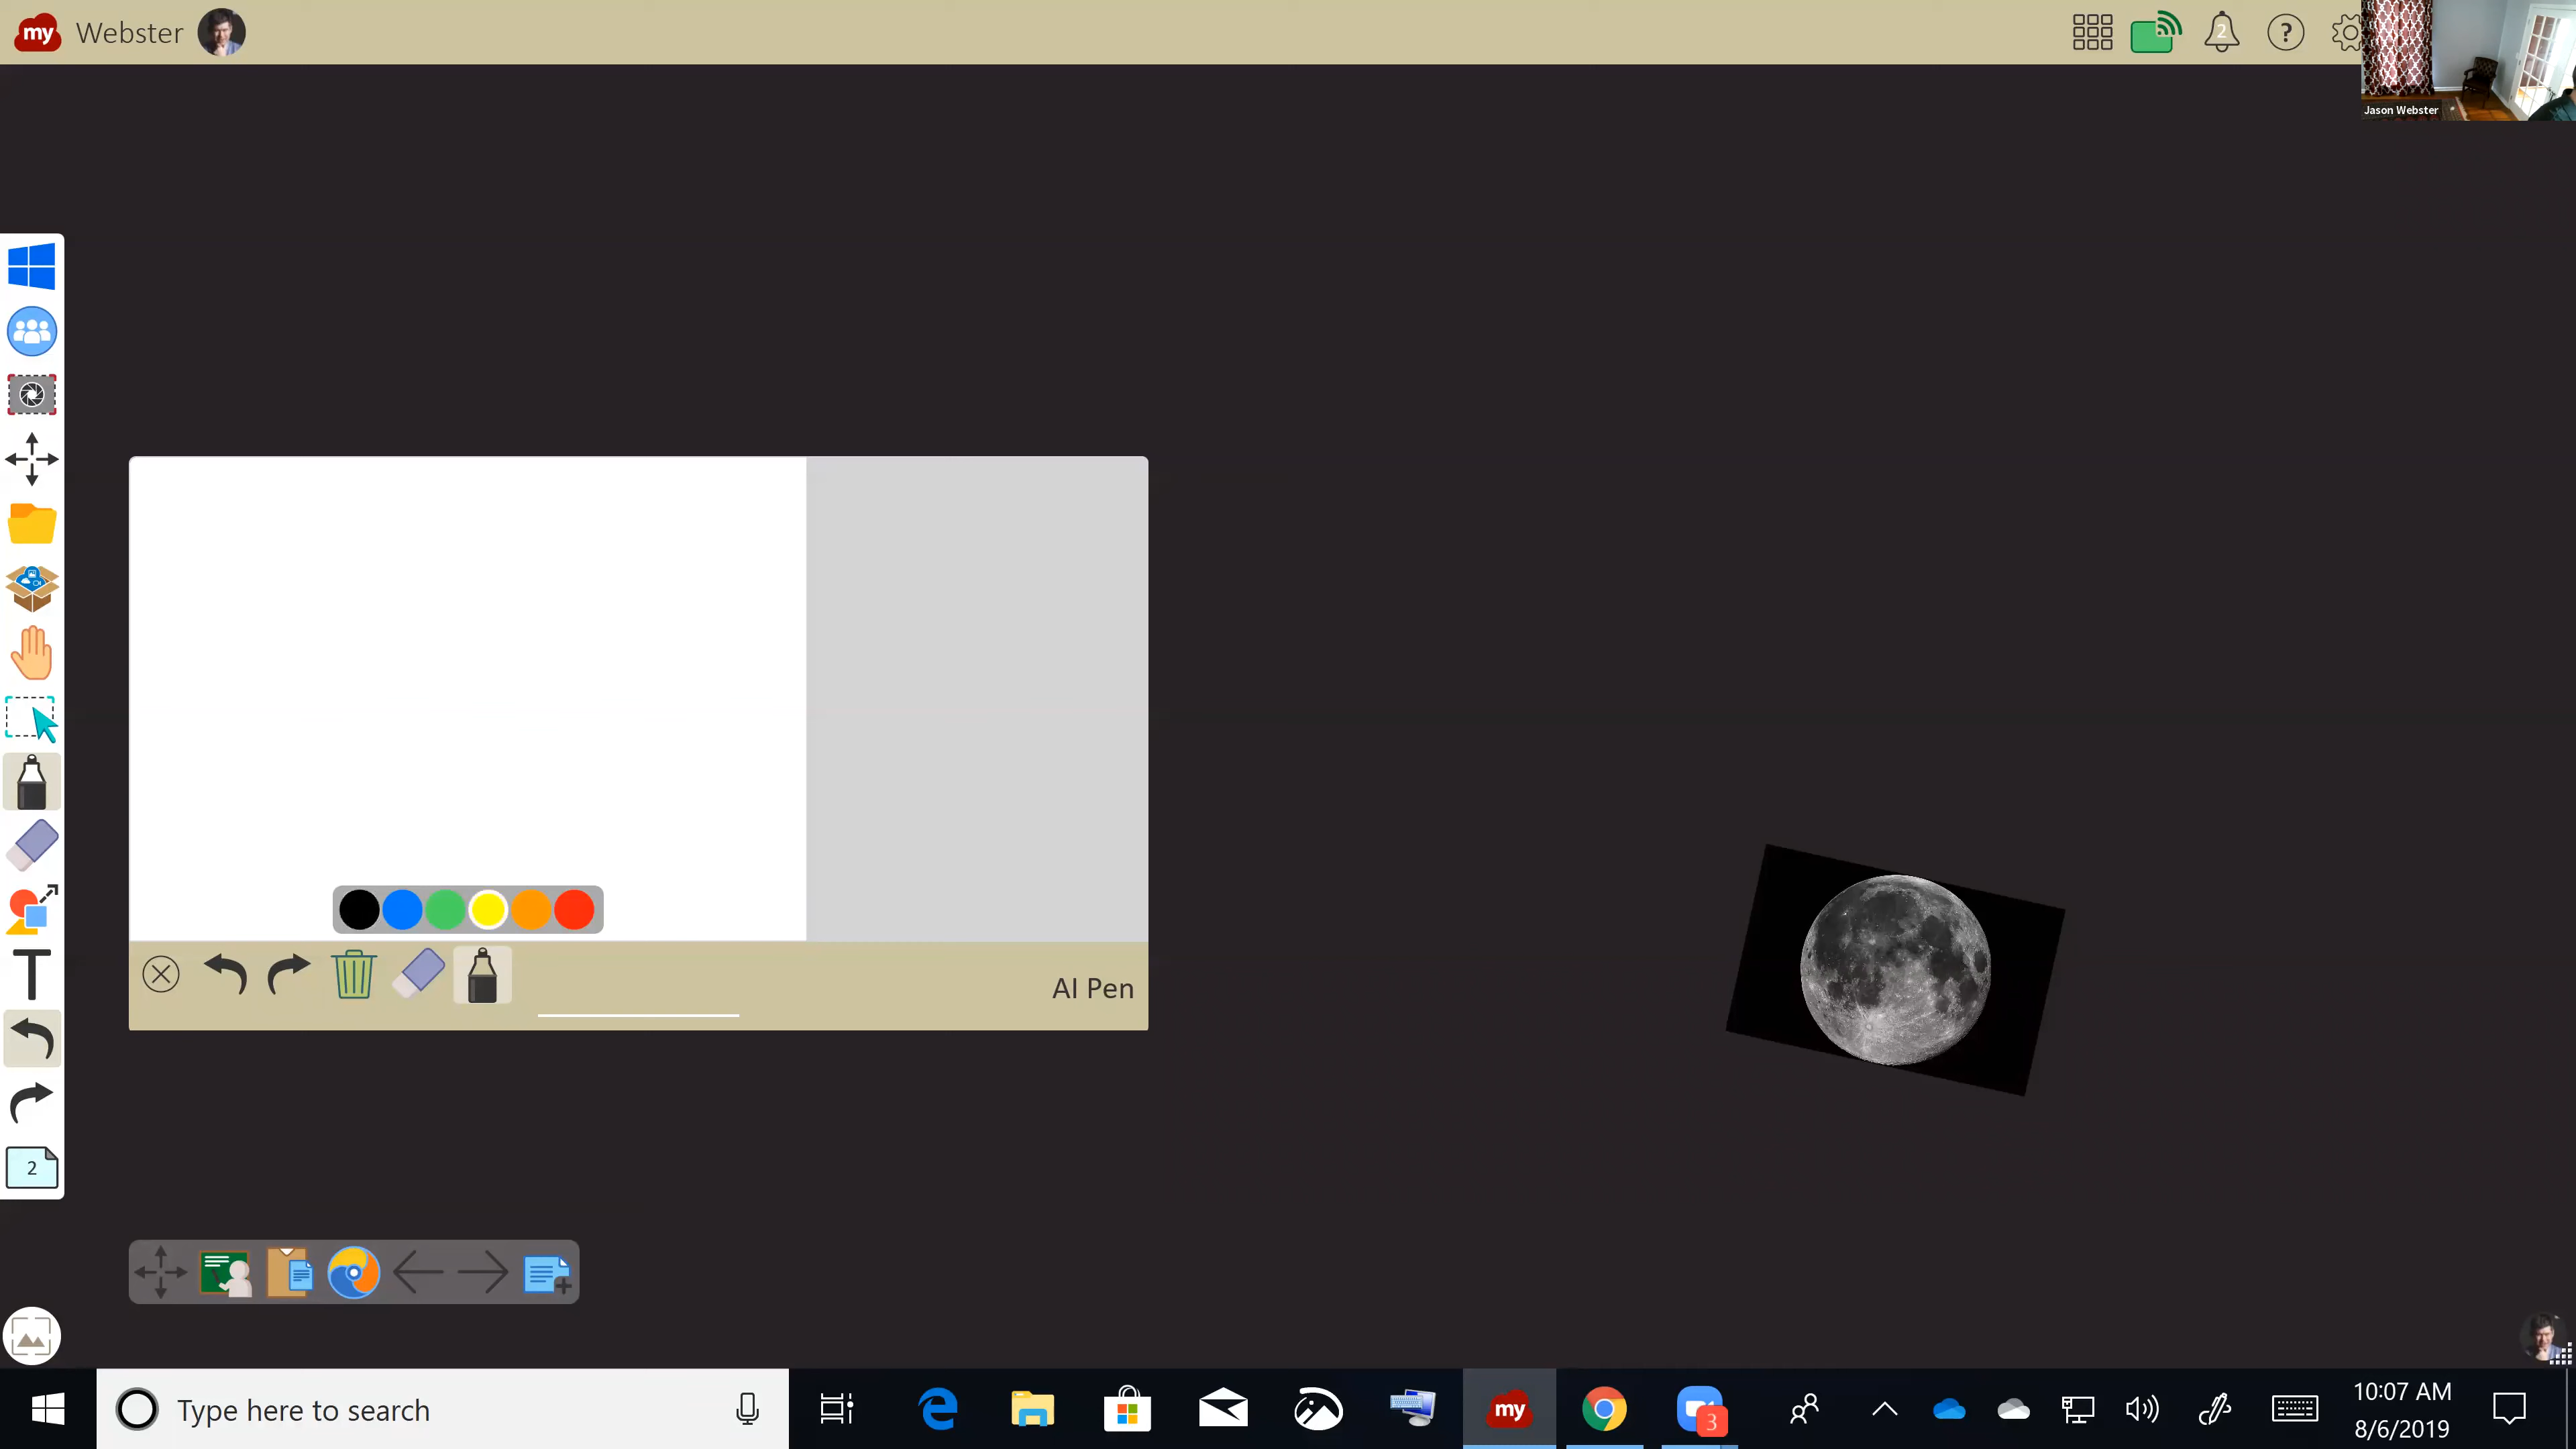 my Webster
2
?
Jason Webster
AI Pen
2
Type here to search
my
3
10:07 AM
8/6/2019